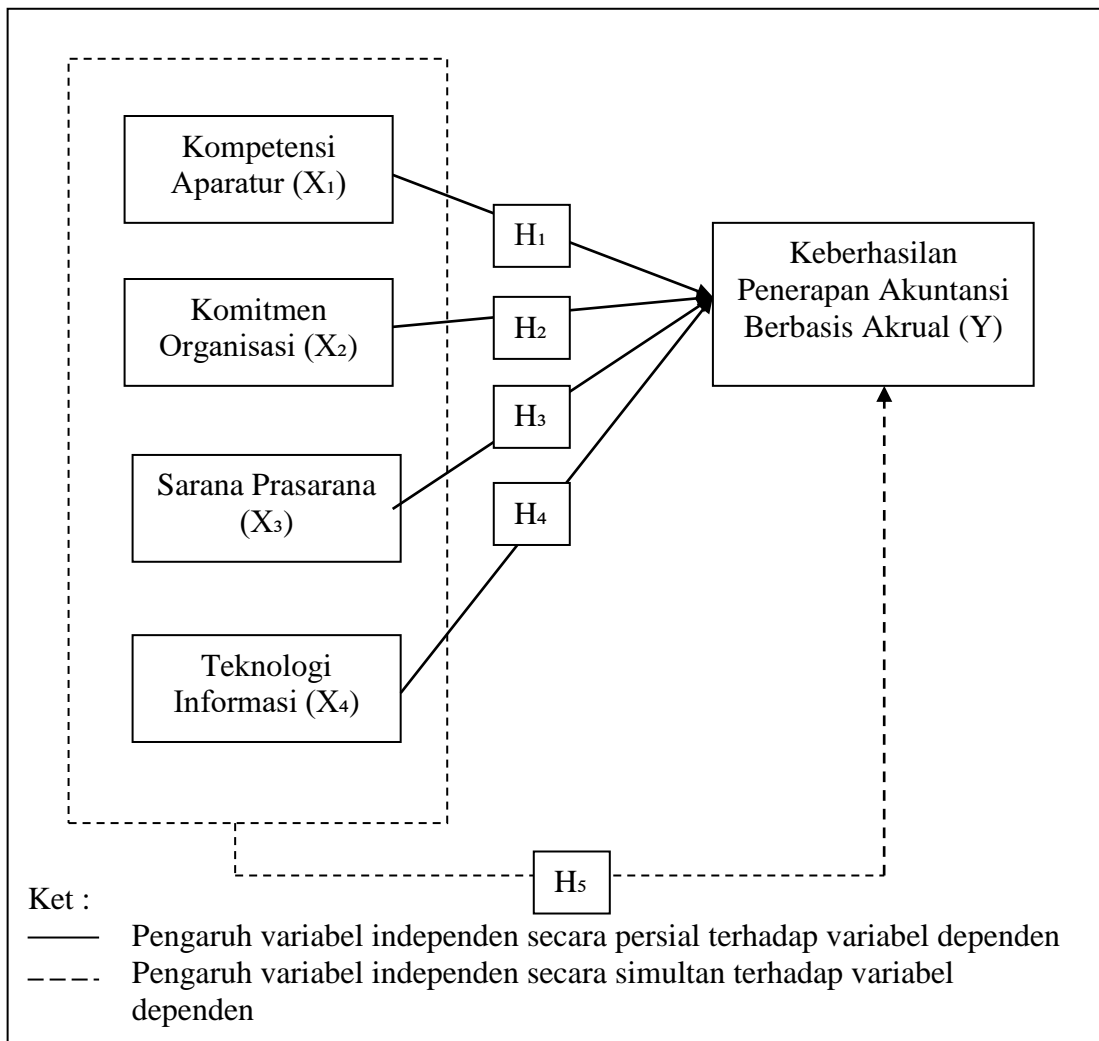 Kompetensi
Aparatur (X₁)
H₁
Komitmen
Organisasi (X₂)
H₂
Keberhasilan
Penerapan Akuntansi
Berbasis Akrual (Y)
H₃
Sarana Prasarana
(X₃)
H₄
Teknologi
Informasi (X₄)
H₅
Ket :
Pengaruh variabel independen secara persial terhadap variabel dependen
Pengaruh variabel independen secara simultan terhadap variabel
dependen